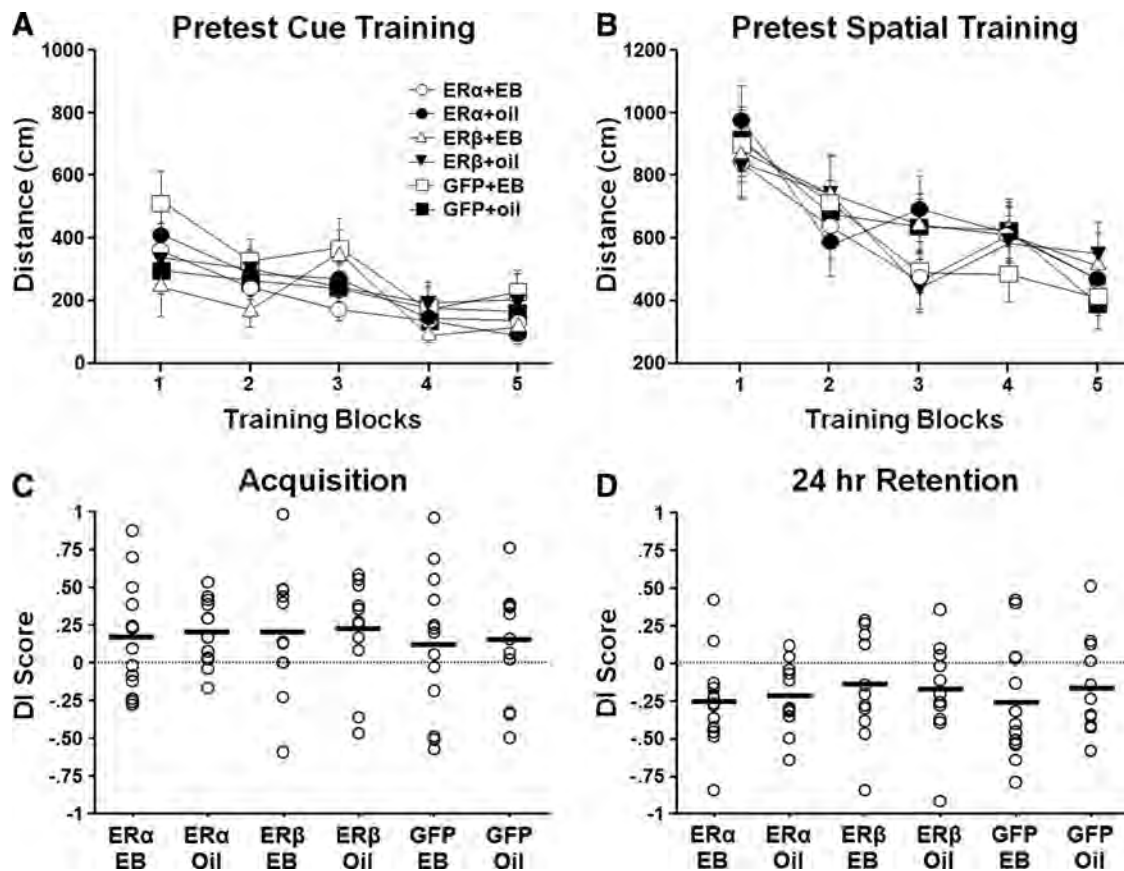 A Pretest Cue Training
Distance (cm)
1000
800
600
400
200
0
ERα+EB
ERα+oil
ERβ+EB
ERβ+oil
GFP+EB
GFP+oil
1 2 3 4 5
Training Blocks
B Pretest Spatial Training
Distance (cm)
1200
1000
800
600
400
200
1 2 3 4 5
Training Blocks
C Acquisition
DI Score
1
.75
.50
.25
0
-.25
-.50
-.75
-1
ERα ERα ERβ ERβ GFP GFP
EB Oil EB Oil EB Oil
D 24 hr Retention
DI Score
1
.75
.50
.25
0
-.25
-.50
-.75
-1
ERα ERα ERβ ERβ GFP GFP
EB Oil EB Oil EB Oil